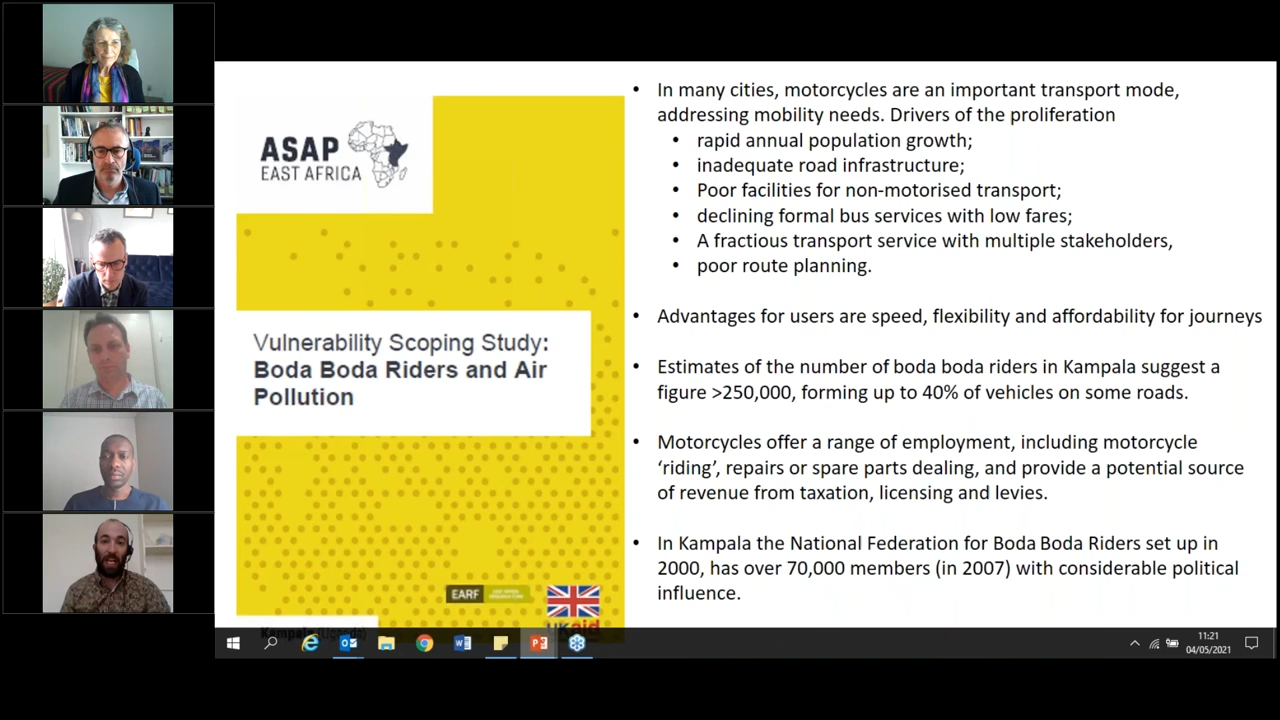 ASAP
EAST AFRICA
Vulnerability Scoping Study:
Boda Boda Riders and Air
Pollution
EARF
ukaid
Kampala (Uganda)
• In many cities, motorcycles are an important transport mode,
addressing mobility needs. Drivers of the proliferation
• rapid annual population growth;
• inadequate road infrastructure;
• Poor facilities for non-motorised transport;
• declining formal bus services with low fares;
• A fractious transport service with multiple stakeholders,
• poor route planning.
• Advantages for users are speed, flexibility and affordability for journeys
• Estimates of the number of boda boda riders in Kampala suggest a
figure >250,000, forming up to 40% of vehicles on some roads.
• Motorcycles offer a range of employment, including motorcycle
‘riding’, repairs or spare parts dealing, and provide a potential source
of revenue from taxation, licensing and levies.
• In Kampala the National Federation for Boda Boda Riders set up in
2000, has over 70,000 members (in 2007) with considerable political
influence.
11:21
04/05/2021